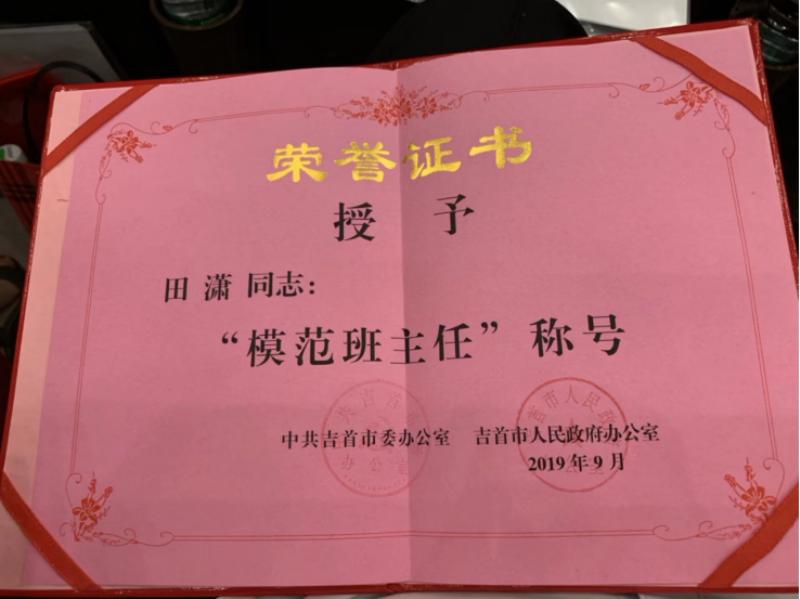 荣誉证书
授 予
田 潇 同志：
“模范班主任”称号
中共吉首市委办公室 吉首市人民政府办公室
2019年9月